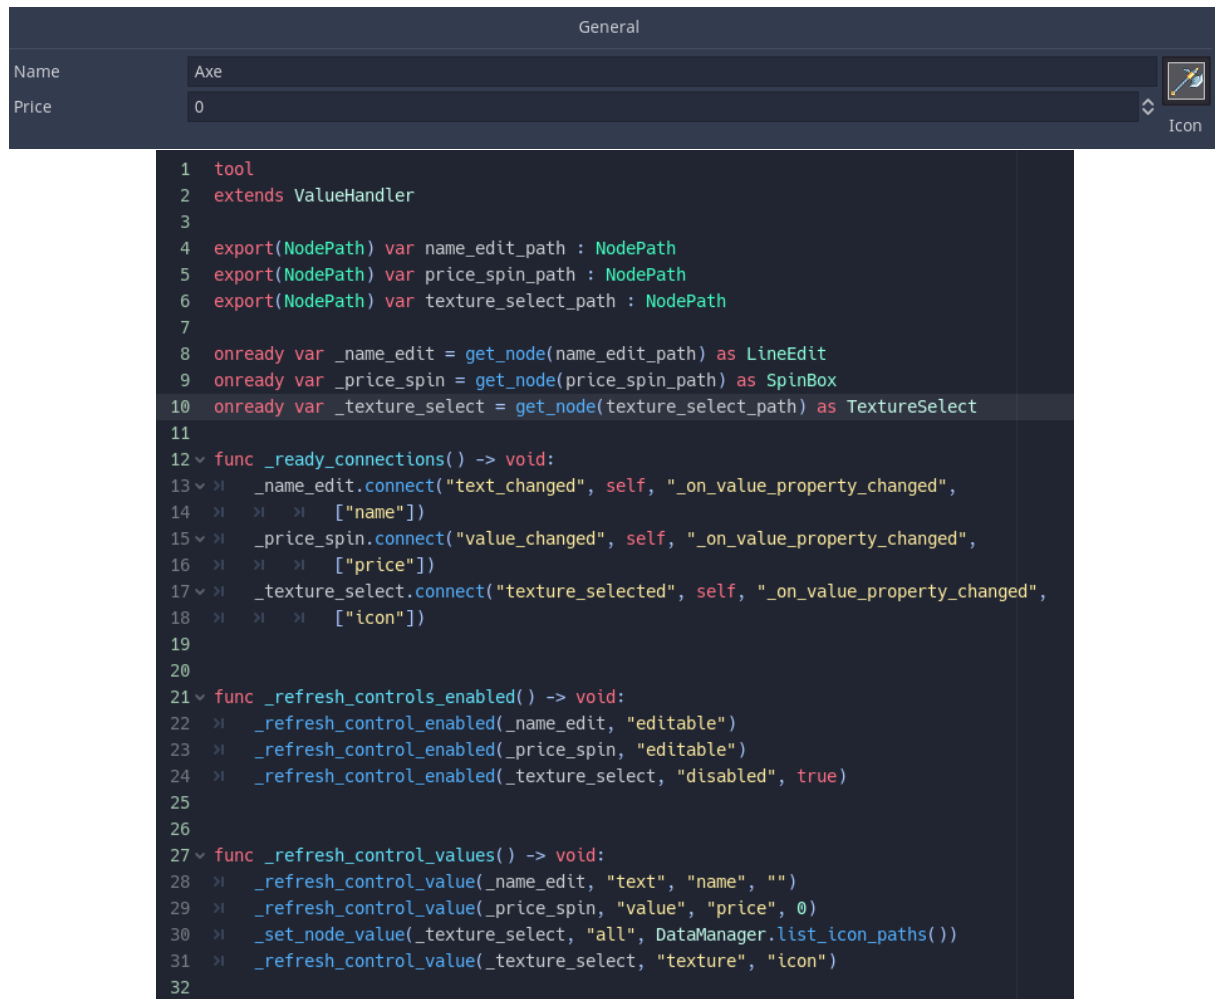 General
Name Axe
Price 0
Icon
1 tool
2 extends ValueHandler
3
4 export(NodePath) var name_edit_path : NodePath
5 export(NodePath) var price_spin_path : NodePath
6 export(NodePath) var texture_select_path : NodePath
7
8 onready var _name_edit = get_node(name_edit_path) as LineEdit
9 onready var _price_spin = get_node(price_spin_path) as SpinBox
10 onready var _texture_select = get_node(texture_select_path) as TextureSelect
11
12 func _ready_connections() -> void:
13 _name_edit.connect("text_changed", self, "_on_value_property_changed",
14 ["name"])
15 _price_spin.connect("value_changed", self, "_on_value_property_changed",
16 ["price"])
17 _texture_select.connect("texture_selected", self, "_on_value_property_changed",
18 ["icon"])
19
20
21 func _refresh_controls_enabled() -> void:
22 _refresh_control_enabled(_name_edit, "editable")
23 _refresh_control_enabled(_price_spin, "editable")
24 _refresh_control_enabled(_texture_select, "disabled", true)
25
26
27 func _refresh_control_values() -> void:
28 _refresh_control_value(_name_edit, "text", "name", "")
29 _refresh_control_value(_price_spin, "value", "price", 0)
30 _set_node_value(_texture_select, "all", DataManager.list_icon_paths())
31 _refresh_control_value(_texture_select, "texture", "icon")
32